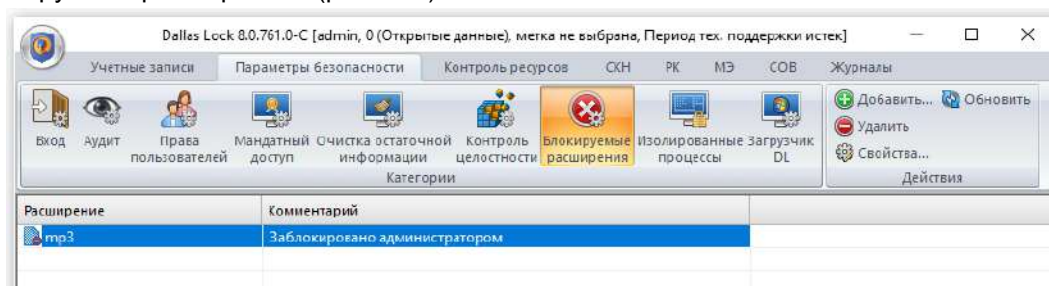 Dallas Lock 8.0.761.0-C [admin, 0 (Открытые данные), метка не выбрана, Период тех. поддержки истек]
Учетные записи Параметры безопасности Контроль ресурсов СКН РК МЭ СОВ Журналы
Вход Аудит Права пользователей Мандатный доступ Очистка остаточной информации Контроль целостности Блокируемые расширения Изолированные процессы Загрузчик DL
Добавить... Обновить
Удалить
Свойства...
Категории Действия
Расширение Комментарий
mp3 Заблокировано администратором